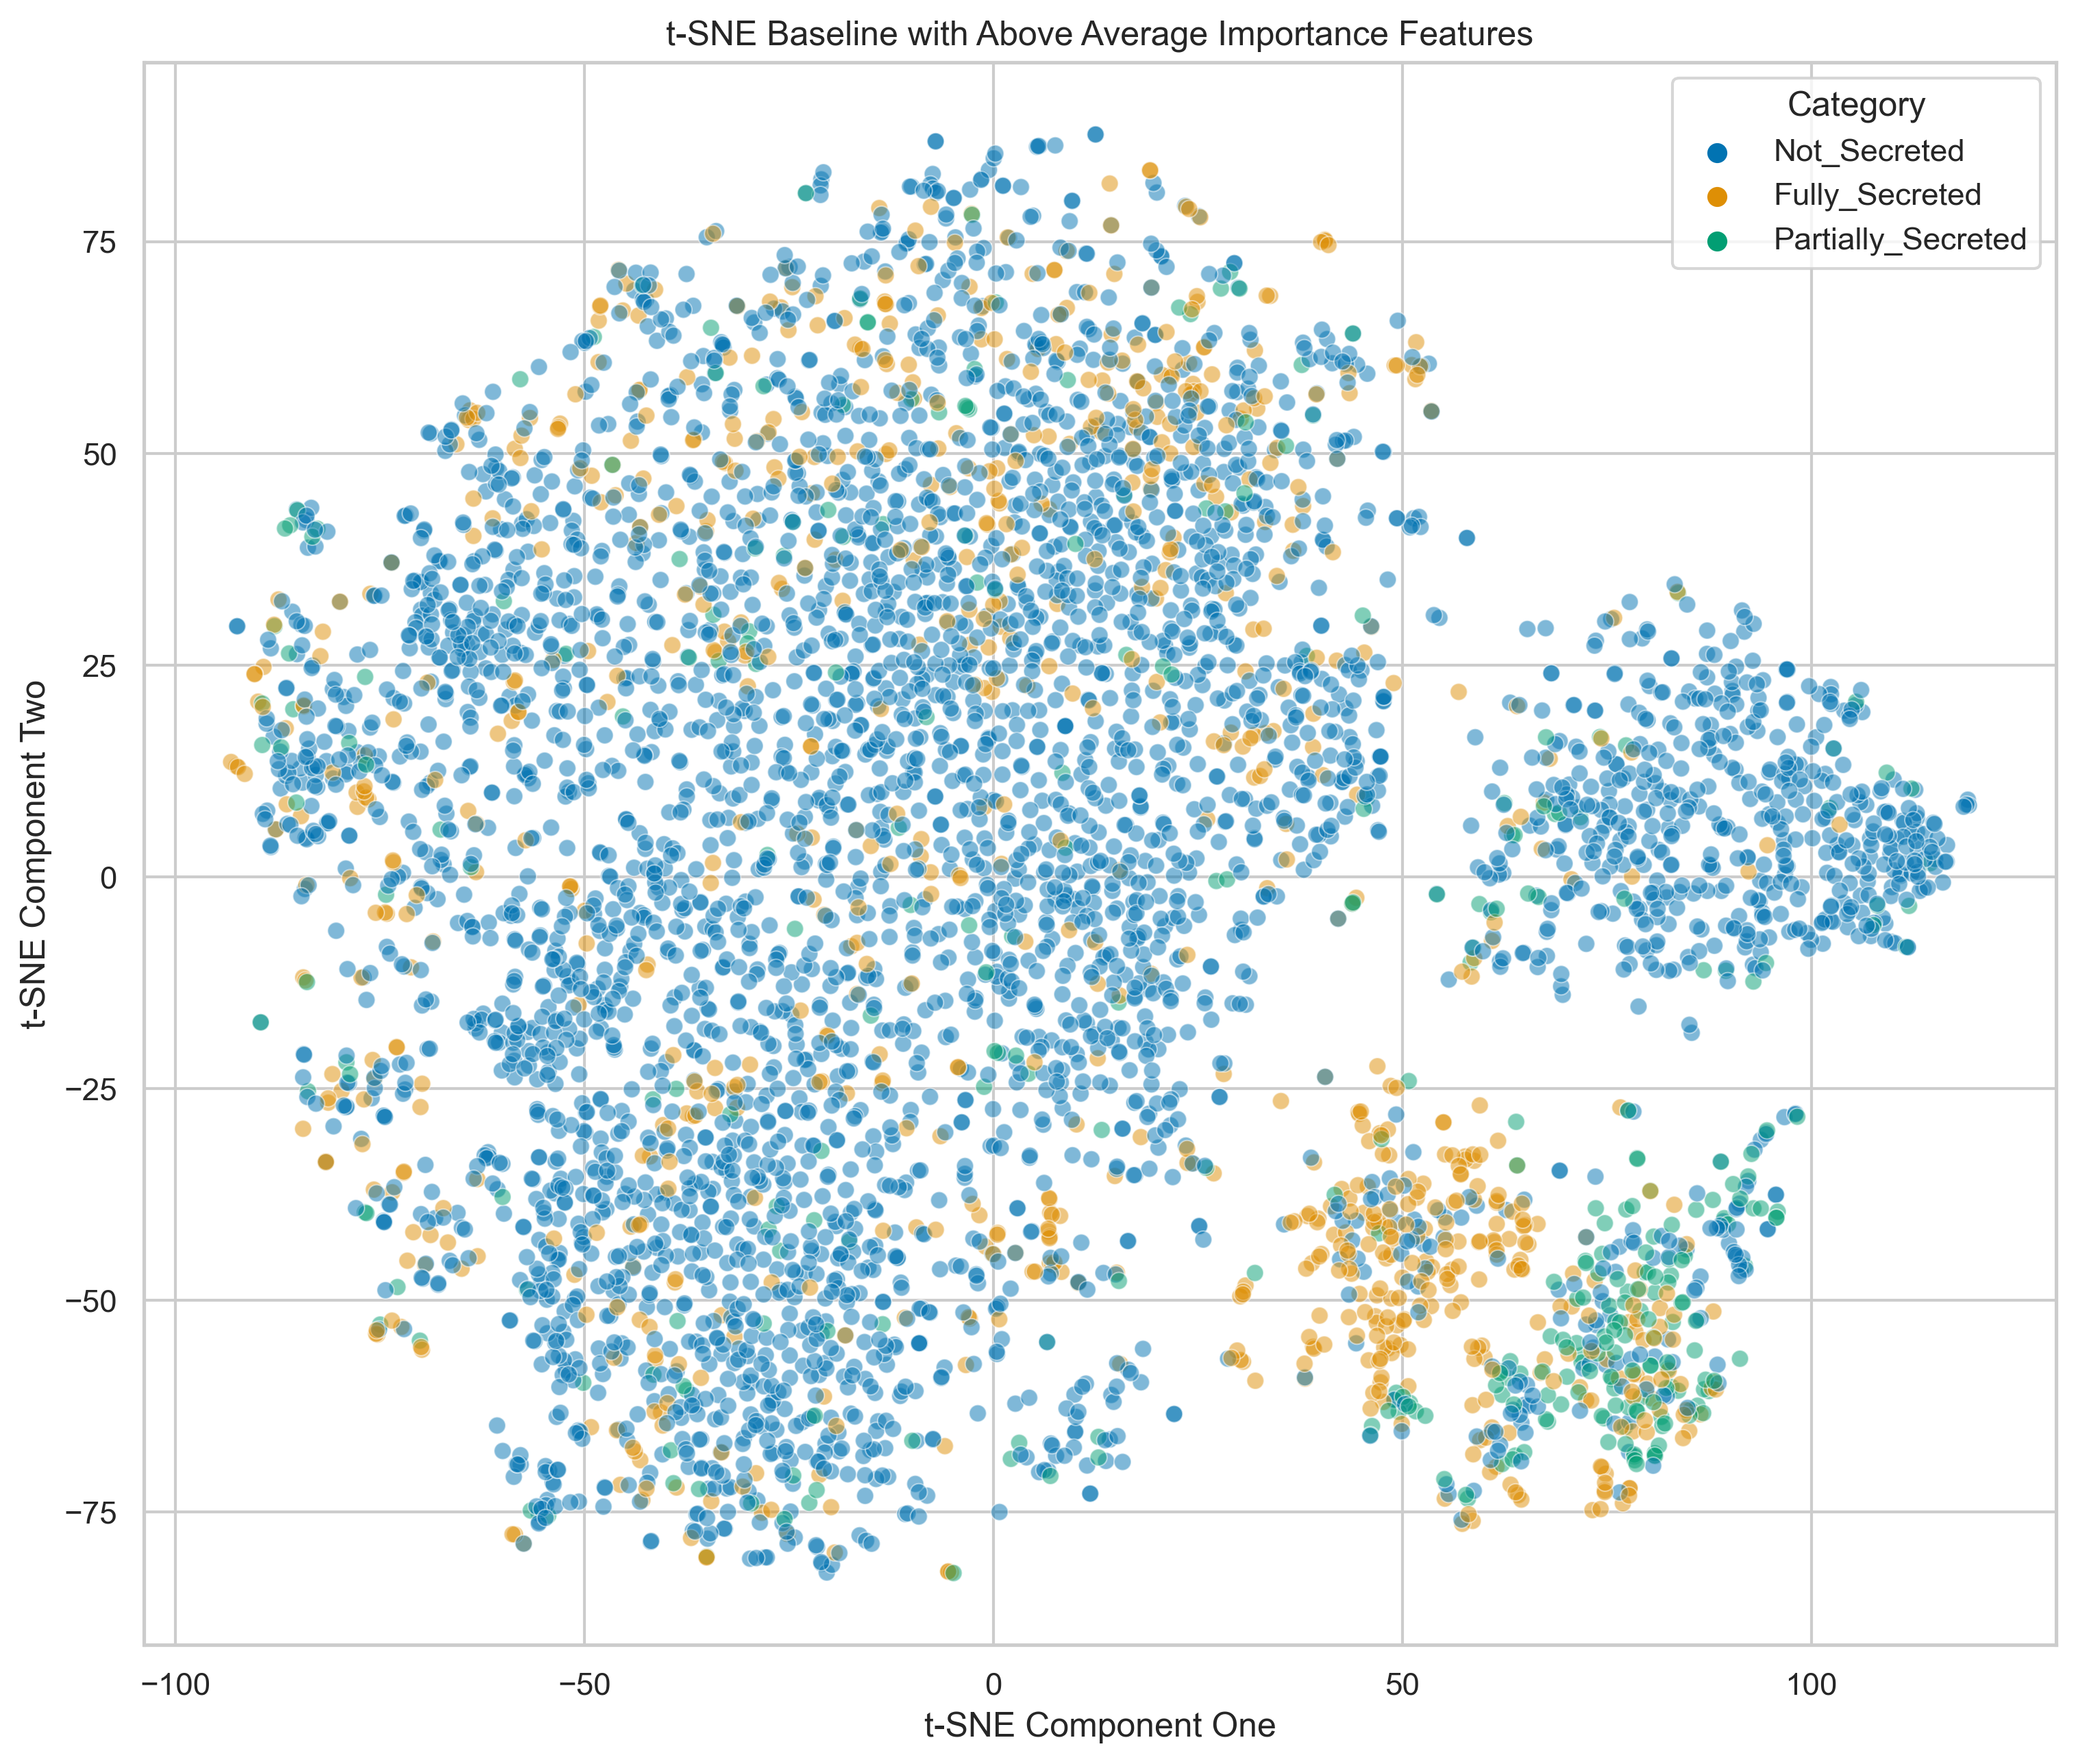 t-SNE Baseline with Above Average Importance Features
Category
Not_Secreted
Fully_Secreted
Partially_Secreted
75
50
25
0
−25
−50
−75
t-SNE Component Two
−100
−50
0
50
100
t-SNE Component One